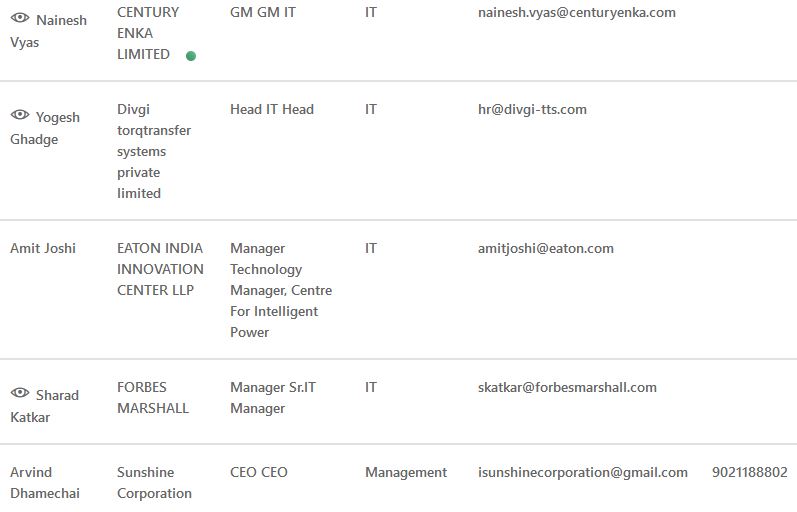 Nainesh Vyas CENTURY ENKA LIMITED GM GM IT IT nainesh.vyas@centuryenka.com
Yogesh Ghadge Divgi torqtransfer systems private limited Head IT Head IT hr@divgi-tts.com
Amit Joshi EATON INDIA INNOVATION CENTER LLP Manager Technology Manager, Centre For Intelligent Power IT amitjoshi@eaton.com
Sharad Katkar FORBES MARSHALL Manager Sr.IT Manager IT skatkar@forbesmarshall.com
Arvind Dhamechai Sunshine Corporation CEO CEO Management isunshinecorporation@gmail.com 9021188802